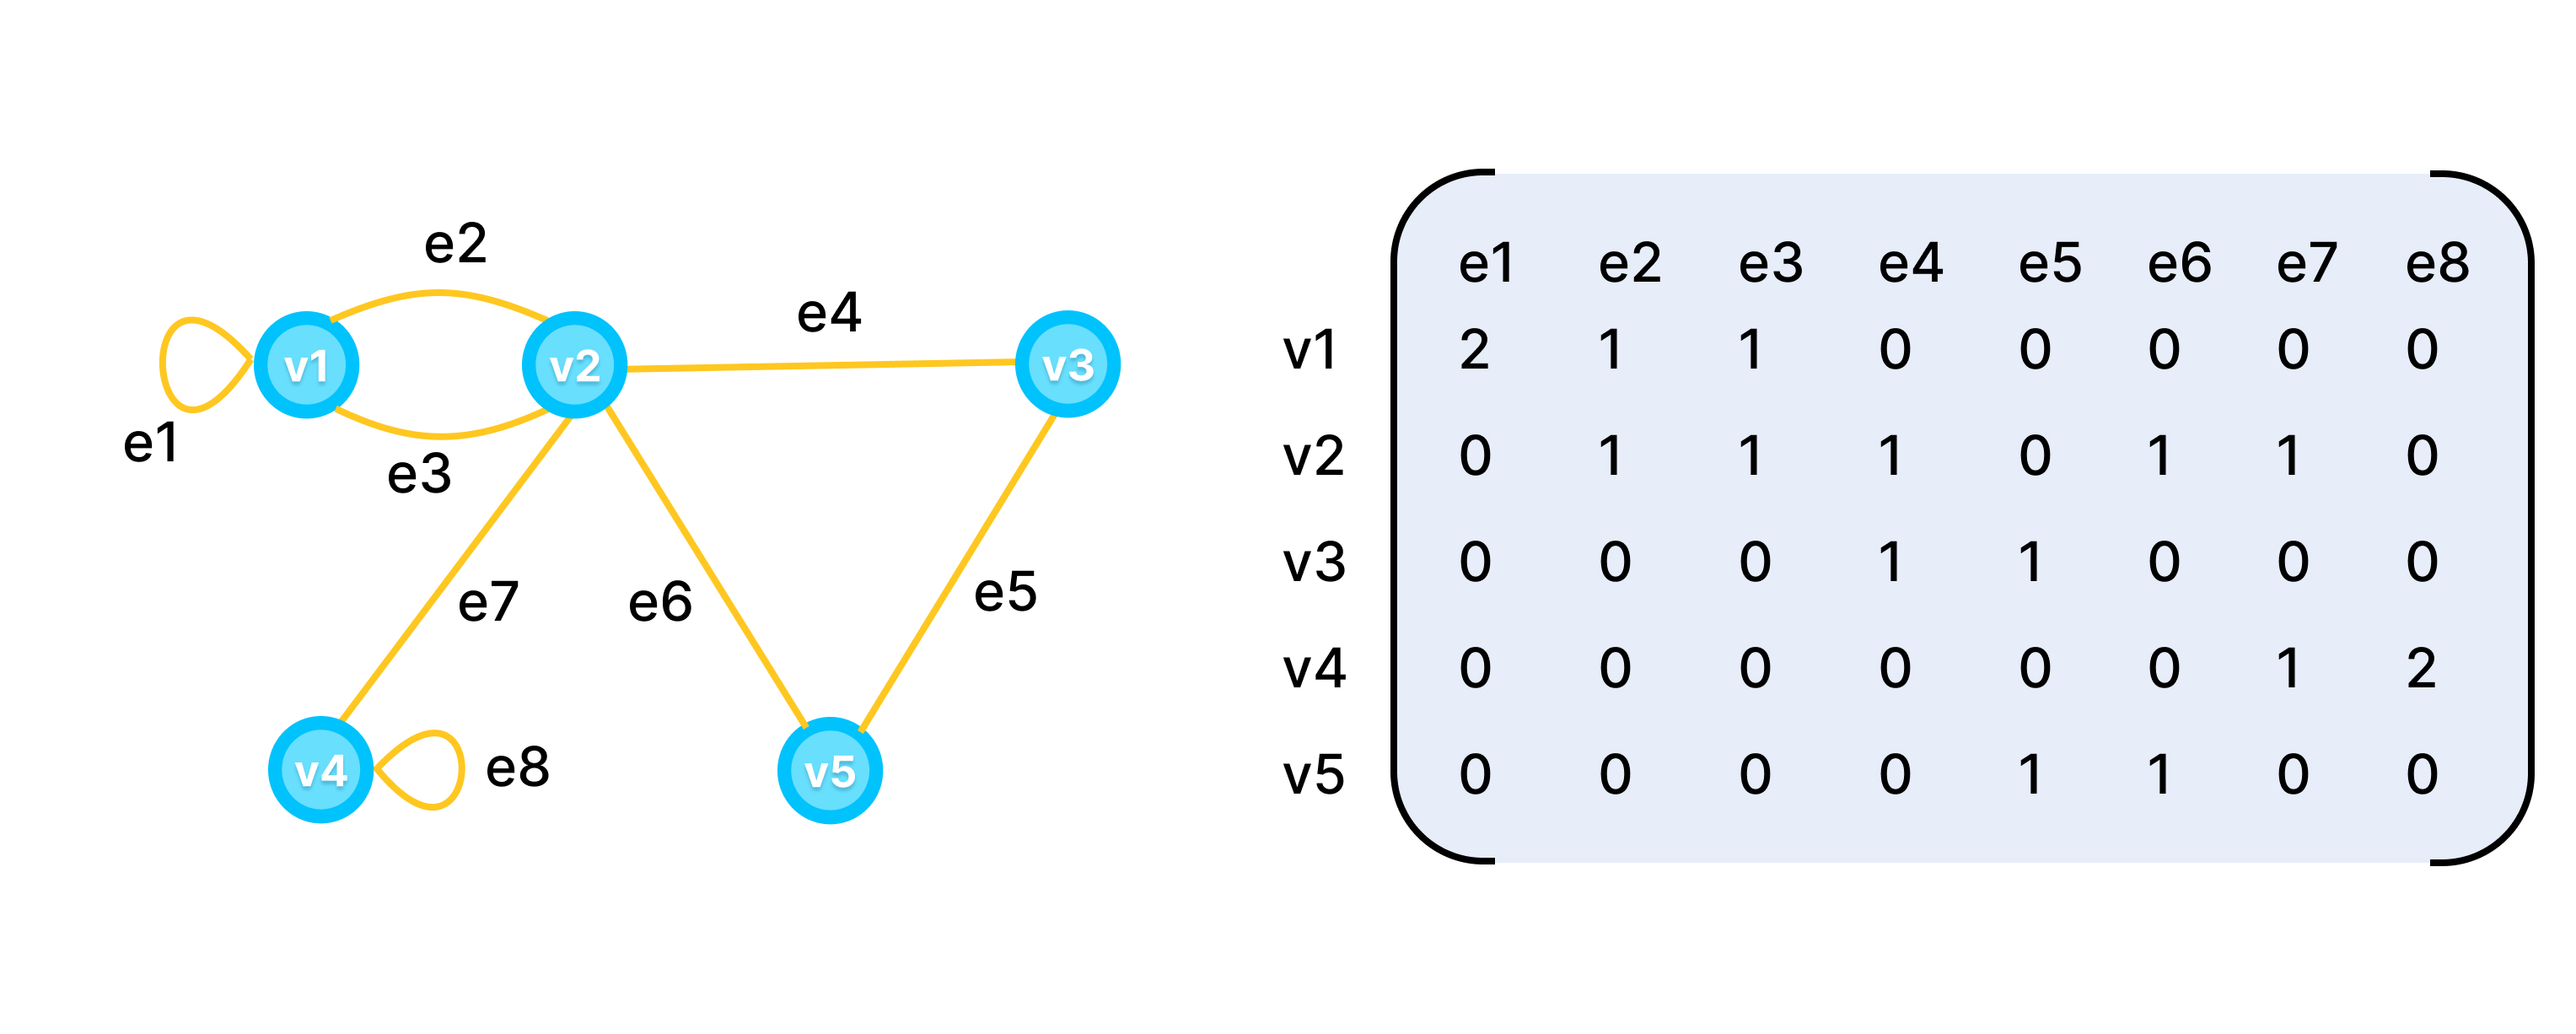 e2
e4
v1 v2 v3
e1
e3
e7 e6 e5
v4 e8 v5
e1 e2 e3 e4 e5 e6 e7 e8
v1 2 1 1 0 0 0 0 0
v2 0 1 1 1 0 1 1 0
v3 0 0 0 1 1 0 0 0
v4 0 0 0 0 0 0 1 2
v5 0 0 0 0 1 1 0 0